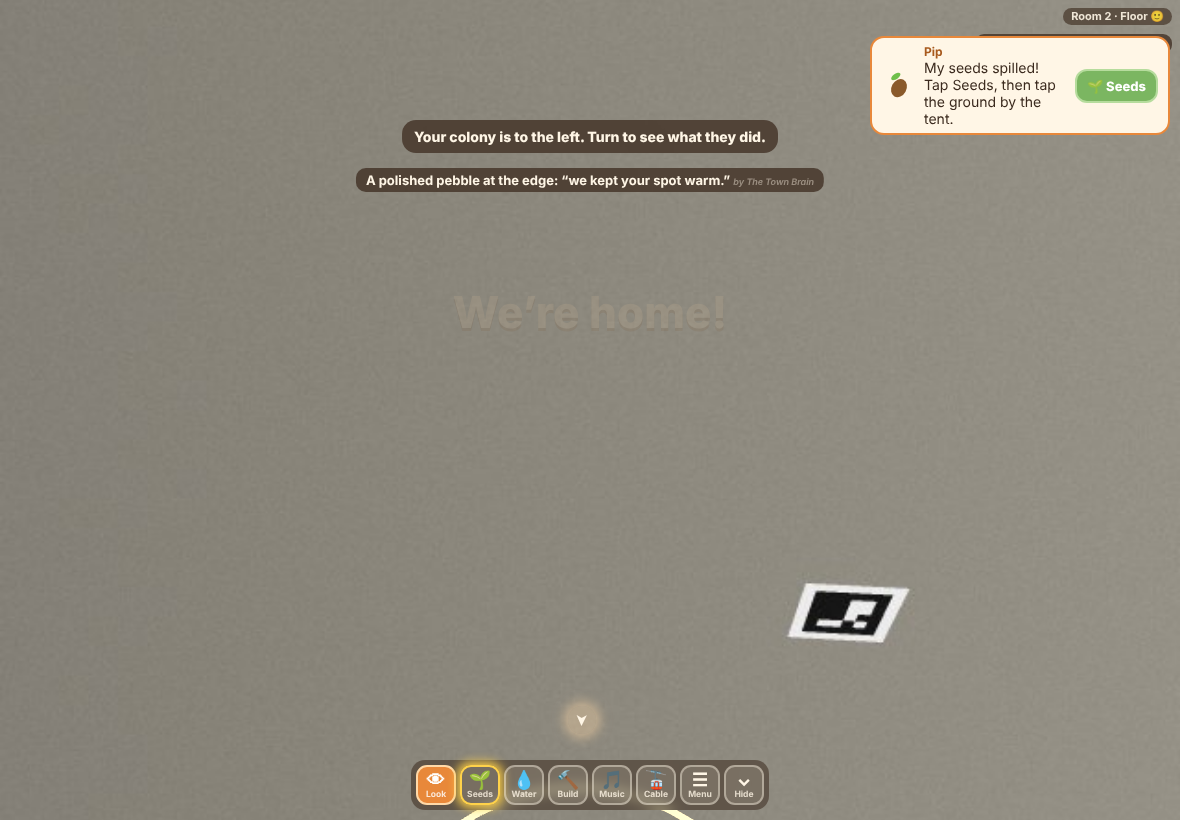 Room 2 · Floor 🙂
Pip
My seeds spilled!
Tap Seeds, then tap
the ground by the
tent.
🌱 Seeds
Your colony is to the left. Turn to see what they did.
A polished pebble at the edge: “we kept your spot warm.” by The Town Brain
We’re home!
Look
Seeds
Water
Build
Music
Cable
Menu
Hide